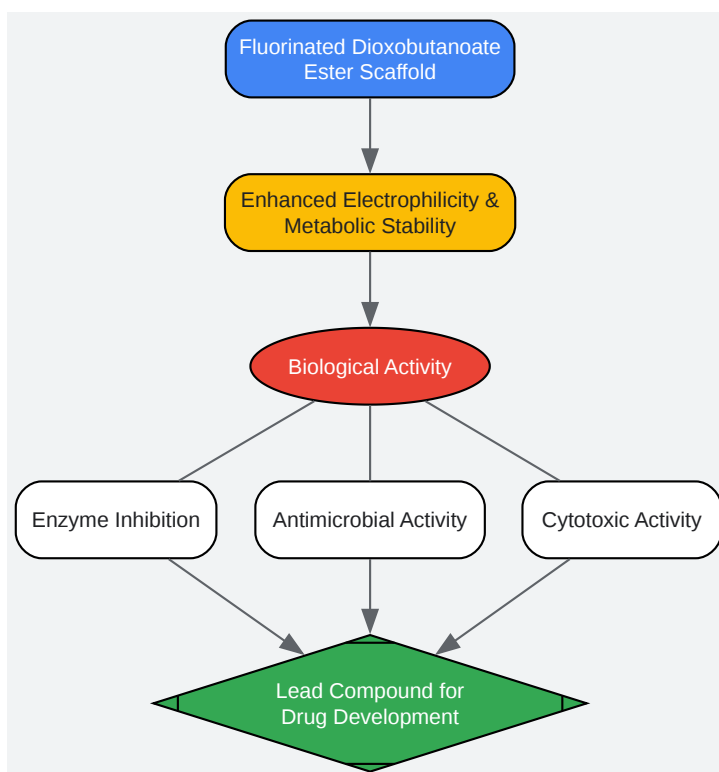 Fluorinated Dioxobutanoate
Ester Scaffold
Enhanced Electrophilicity &
Metabolic Stability
Biological Activity
Enzyme Inhibition
Antimicrobial Activity
Cytotoxic Activity
Lead Compound for
Drug Development